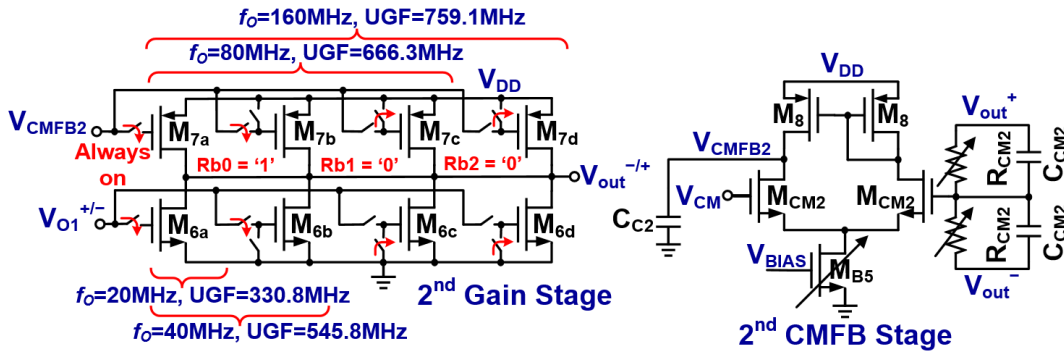 fO=160MHz, UGF=759.1MHz
fO=80MHz, UGF=666.3MHz
VDD
VCMFB2
M7a
M7b
M7c
M7d
Always on
Rb0 = ‘1’
Rb1 = ‘0’
Rb2 = ‘0’
Vout−/+
VO1+/−
M6a
M6b
M6c
M6d
fO=20MHz, UGF=330.8MHz
fO=40MHz, UGF=545.8MHz
2nd Gain Stage
VDD
M8
M8
VCMFB2
VCM
MCM2
MCM2
CC2
VBIAS
MB5
Vout+
RCM2
CCM2
RCM2
CCM2
Vout−
2nd CMFB Stage